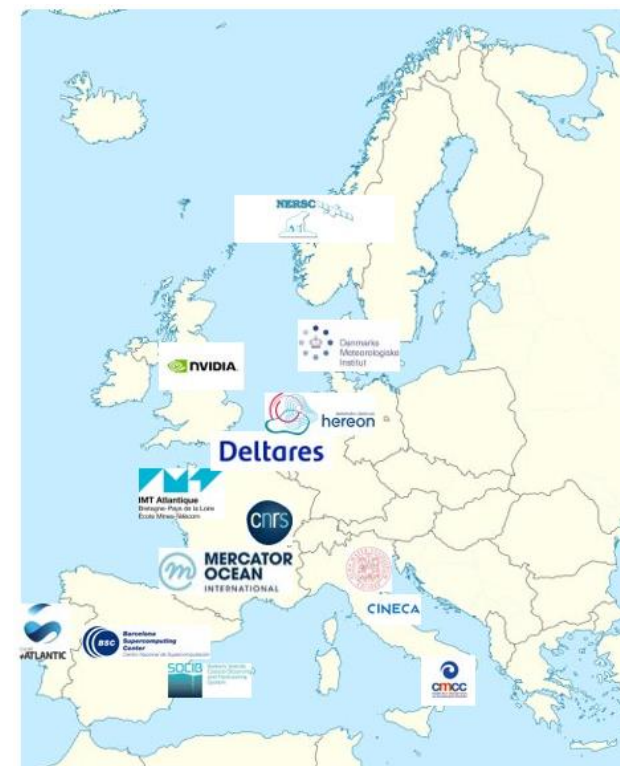 NERSC
Danmarks
Meteorologiske
Institut
NVIDIA
hereon
Deltares
IMT Atlantique
Bretagne-Pays de la Loire
École Mines-Télécom
cnrs
MERCATOR
OCEAN
INTERNATIONAL
CINECA
ATLANTIC
BSC
Barcelona
Supercomputing
Center
Centro Nacional de Supercomputación
SOCIB
cmcc